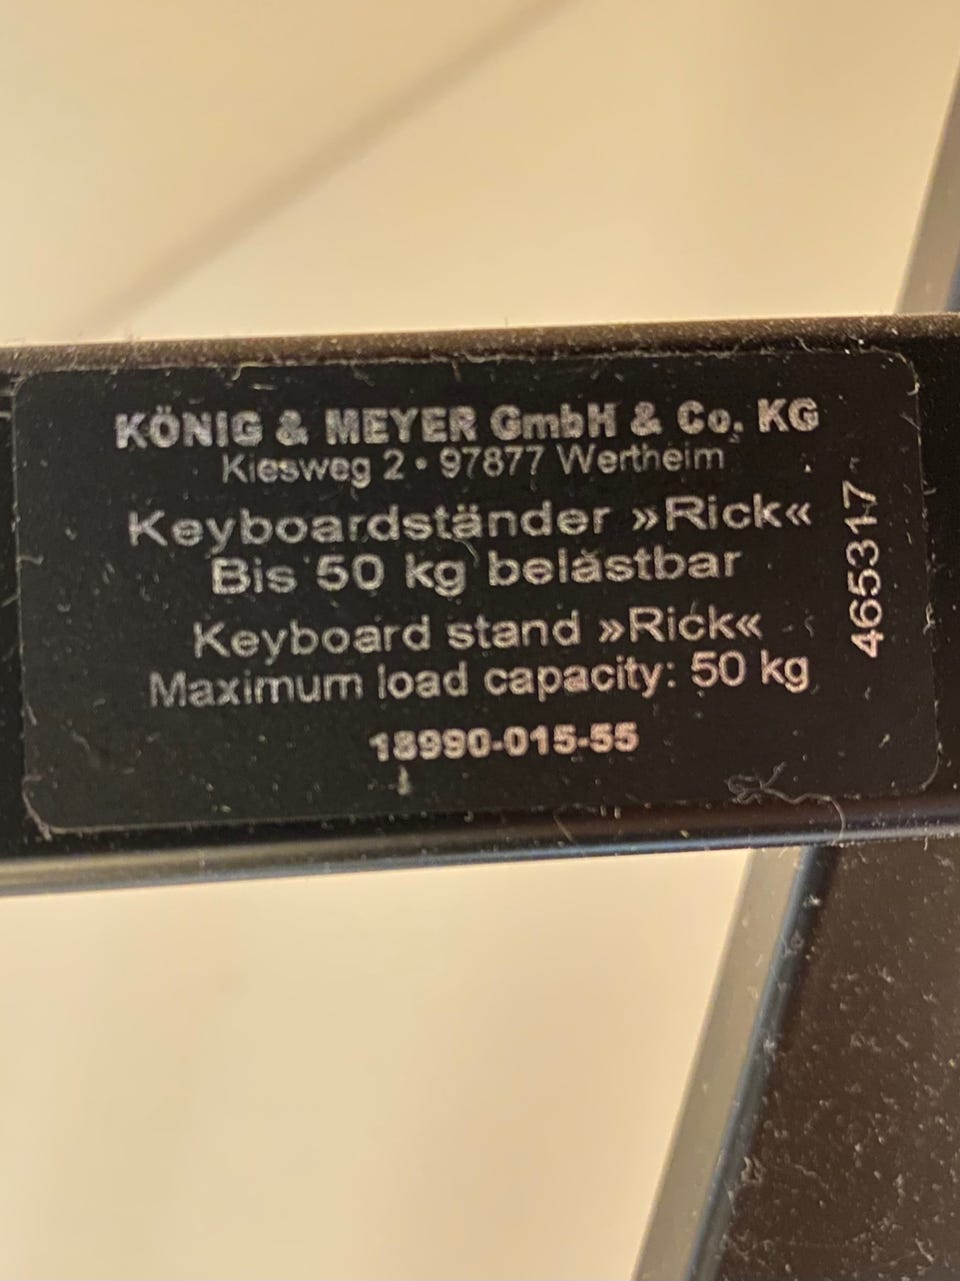 KÖNIG & MEYER GmbH & Co. KG
Kiesweg 2 • 97877 Wertheim
Keyboardständer »Rick«
Bis 50 kg belastbar
Keyboard stand »Rick«
Maximum load capacity: 50 kg
18990-015-55
465317